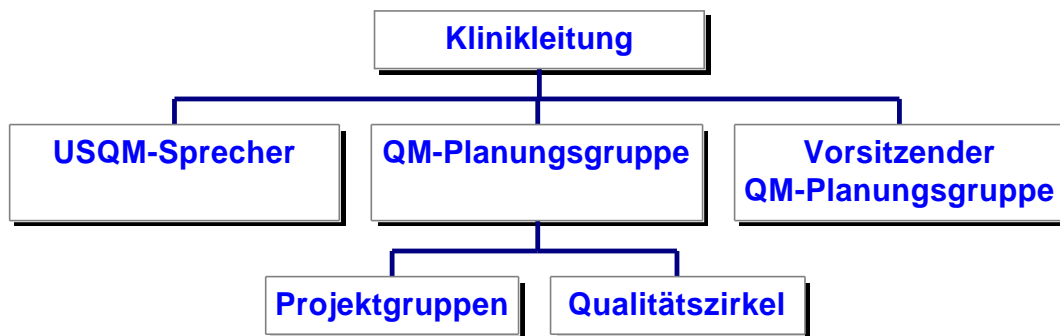 Klinikleitung
USQM-Sprecher
QM-Planungsgruppe
Vorsitzender
QM-Planungsgruppe
Projektgruppen
Qualitätszirkel